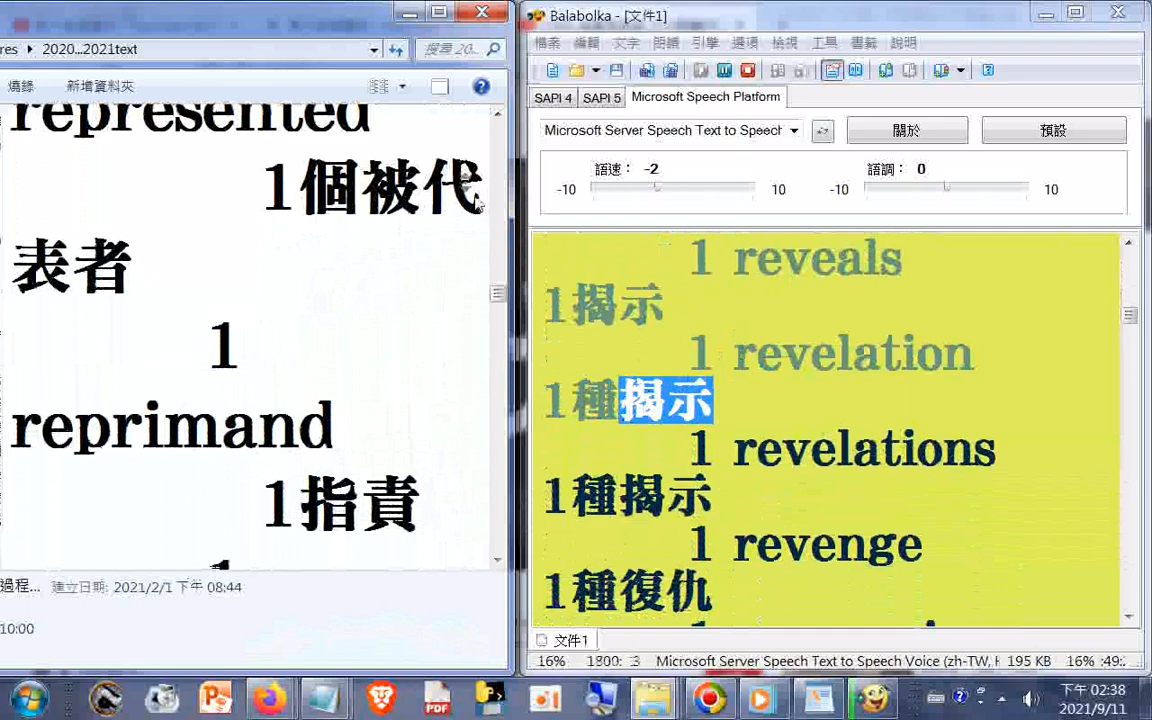 res ▸ 2020...2021text
搜尋 20...
燒錄 新增資料夾
represented
1個被代
表者
1
reprimand
1指責
1
過程... 建立日期: 2021/2/1 下午 08:44
10:00
Balabolka - [文件1]
檔案 編輯 文字 朗讀 引擎 選項 檢視 工具 書籤 說明
SAPI 4 SAPI 5 Microsoft Speech Platform
Microsoft Server Speech Text to Speech 關於 預設
語速: -2 語調: 0
-10 10 -10 10
1 reveals
1揭示
1 revelation
1種揭示
1 revelations
1種揭示
1 revenge
1種復仇
文件1
16% Microsoft Server Speech Text to Speech Voice (zh-TW, 195 KB 16%
PDF
下午 02:38
2021/9/11